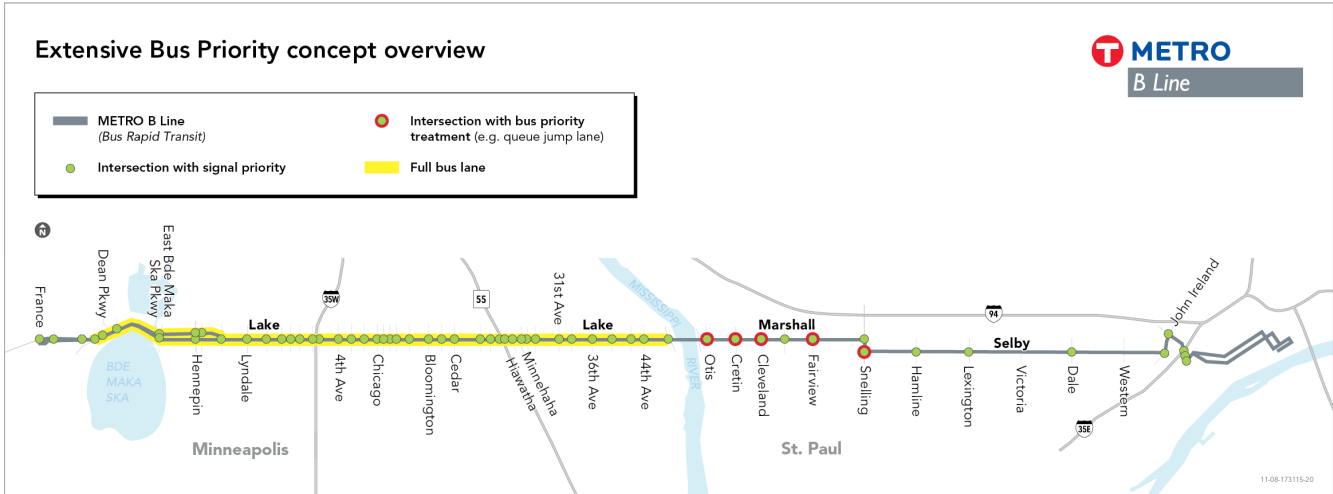 Extensive Bus Priority concept overview
T METRO
B Line
METRO B Line
(Bus Rapid Transit)
Intersection with bus priority
treatment (e.g. queue jump lane)
Intersection with signal priority
Full bus lane
N
France
Dean Pkwy
East Bde Maka
Ska Pkwy
Lake
35W
55
31st Ave
Lake
MISSISSIPPI
RIVER
Marshall
94
Selby
John Ireland
BDE
MAKA
SKA
Hennepin
Lyndale
4th Ave
Chicago
Bloomington
Cedar
Hiawatha
Minnehaha
36th Ave
44th Ave
Otis
Cretin
Cleveland
Fairview
Snelling
Hamline
Lexington
Victoria
Dale
Western
35E
Minneapolis
St. Paul
11-08-173115-20